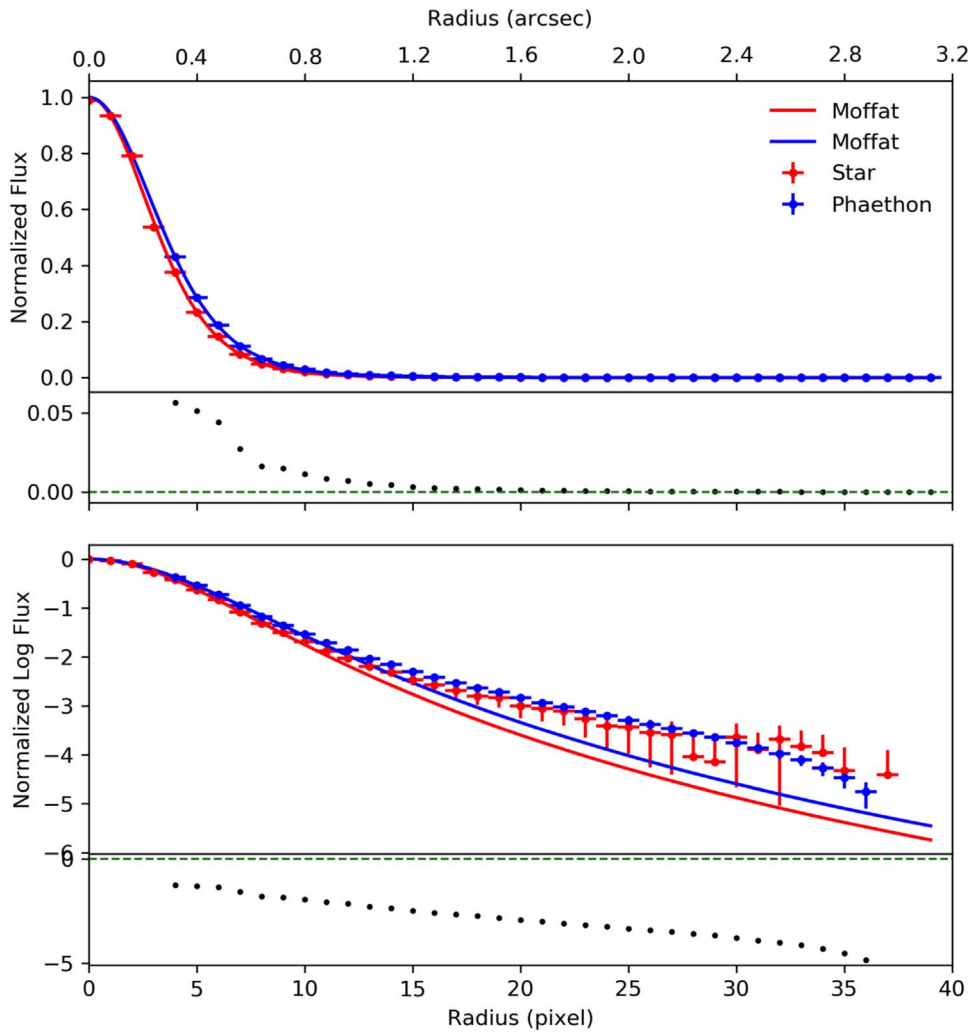 Radius (arcsec)
0.0 0.4 0.8 1.2 1.6 2.0 2.4 2.8 3.2
Normalized Flux
1.0
0.8
0.6
0.4
0.2
0.0
Moffat
Moffat
Star
Phaethon
0.05
0.00
Normalized Log Flux
0
−1
−2
−3
−4
−5
−6
0
−5
0 5 10 15 20 25 30 35 40
Radius (pixel)